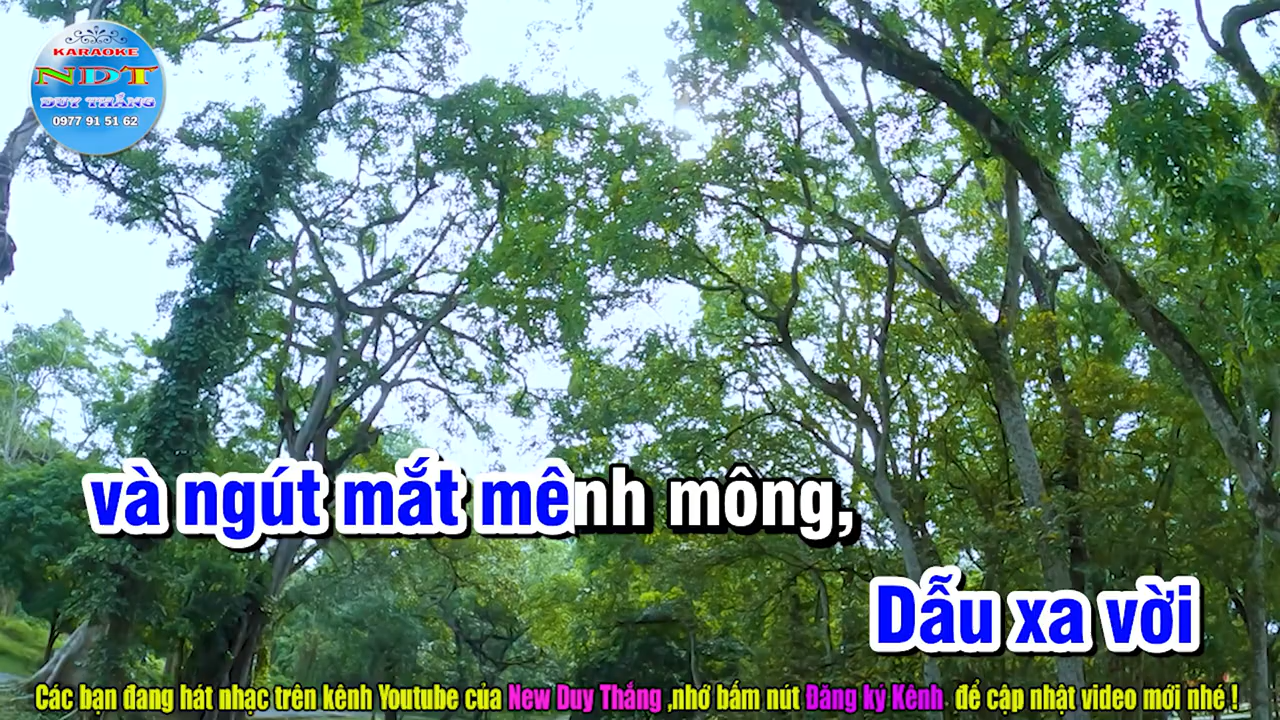 KARAOKE
NDT
DUY THẮNG
0977 91 51 62
và ngút mắt mênh mông,
Dẫu xa vời
Các bạn đang hát nhạc trên kênh Youtube của New Duy Thắng ,nhớ bấm nút Đăng ký Kênh để cập nhật video mới nhé !